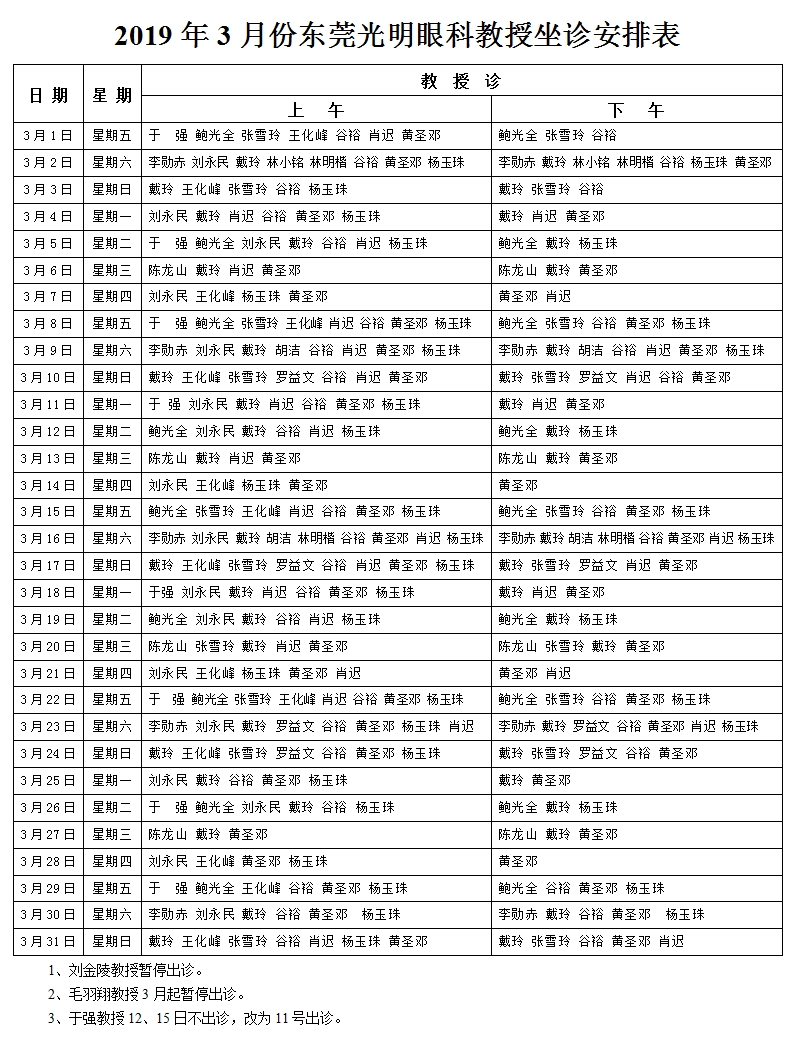 2019 年 3 月份东莞光明眼科教授坐诊安排表
日 期 星 期 教 授 诊
上 午 下 午
3月1日 星期五 于 强 鲍光全 张雪玲 王化峰 谷裕 肖迟 黄圣邓 鲍光全 张雪玲 谷裕
3月2日 星期六 李勋赤 刘永民 戴玲 林小铭 林明楷 谷裕 黄圣邓 杨玉珠 李勋赤 戴玲 林小铭 林明楷 谷裕 杨玉珠 黄圣邓
3月3日 星期日 戴玲 王化峰 张雪玲 谷裕 杨玉珠 戴玲 张雪玲 谷裕
3月4日 星期一 刘永民 戴玲 肖迟 谷裕 黄圣邓 杨玉珠 戴玲 肖迟 黄圣邓
3月5日 星期二 于 强 鲍光全 刘永民 戴玲 谷裕 肖迟 杨玉珠 鲍光全 戴玲 杨玉珠
3月6日 星期三 陈龙山 戴玲 肖迟 黄圣邓 陈龙山 戴玲 黄圣邓
3月7日 星期四 刘永民 王化峰 杨玉珠 黄圣邓 黄圣邓 肖迟
3月8日 星期五 于 强 鲍光全 张雪玲 王化峰 肖迟 谷裕 黄圣邓 杨玉珠 鲍光全 张雪玲 谷裕 黄圣邓 杨玉珠
3月9日 星期六 李勋赤 刘永民 戴玲 胡洁 谷裕 肖迟 黄圣邓 杨玉珠 李勋赤 戴玲 胡洁 谷裕 肖迟 黄圣邓 杨玉珠
3月10日 星期日 戴玲 王化峰 张雪玲 罗益文 谷裕 肖迟 黄圣邓 戴玲 张雪玲 罗益文 肖迟 谷裕 黄圣邓
3月11日 星期一 于 强 刘永民 戴玲 肖迟 谷裕 黄圣邓 杨玉珠 戴玲 肖迟 黄圣邓
3月12日 星期二 鲍光全 刘永民 戴玲 谷裕 肖迟 杨玉珠 鲍光全 戴玲 杨玉珠
3月13日 星期三 陈龙山 戴玲 肖迟 黄圣邓 陈龙山 戴玲 黄圣邓
3月14日 星期四 刘永民 王化峰 杨玉珠 黄圣邓 黄圣邓
3月15日 星期五 鲍光全 张雪玲 王化峰 肖迟 谷裕 黄圣邓 杨玉珠 鲍光全 张雪玲 谷裕 黄圣邓 杨玉珠
3月16日 星期六 李勋赤 刘永民 戴玲 胡洁 林明楷 谷裕 黄圣邓 肖迟 杨玉珠 李勋赤 戴玲 胡洁 林明楷 谷裕 黄圣邓 肖迟 杨玉珠
3月17日 星期日 戴玲 王化峰 张雪玲 罗益文 谷裕 肖迟 黄圣邓 杨玉珠 戴玲 张雪玲 罗益文 肖迟 黄圣邓
3月18日 星期一 于强 刘永民 戴玲 肖迟 谷裕 黄圣邓 杨玉珠 戴玲 肖迟 黄圣邓
3月19日 星期二 鲍光全 刘永民 戴玲 谷裕 肖迟 杨玉珠 鲍光全 戴玲 杨玉珠
3月20日 星期三 陈龙山 张雪玲 戴玲 肖迟 黄圣邓 陈龙山 张雪玲 戴玲 黄圣邓
3月21日 星期四 刘永民 王化峰 杨玉珠 黄圣邓 肖迟 黄圣邓 肖迟
3月22日 星期五 于 强 鲍光全 张雪玲 王化峰 肖迟 谷裕 黄圣邓 杨玉珠 鲍光全 张雪玲 谷裕 黄圣邓 杨玉珠
3月23日 星期六 李勋赤 刘永民 戴玲 罗益文 谷裕 黄圣邓 杨玉珠 肖迟 李勋赤 戴玲 罗益文 谷裕 黄圣邓 肖迟 杨玉珠
3月24日 星期日 戴玲 王化峰 张雪玲 罗益文 谷裕 黄圣邓 杨玉珠 戴玲 张雪玲 罗益文 谷裕 黄圣邓
3月25日 星期一 刘永民 戴玲 谷裕 黄圣邓 杨玉珠 戴玲 黄圣邓
3月26日 星期二 于 强 鲍光全 刘永民 戴玲 谷裕 杨玉珠 鲍光全 戴玲 杨玉珠
3月27日 星期三 陈龙山 戴玲 黄圣邓 陈龙山 戴玲 黄圣邓
3月28日 星期四 刘永民 王化峰 黄圣邓 杨玉珠 黄圣邓
3月29日 星期五 于 强 鲍光全 王化峰 谷裕 黄圣邓 杨玉珠 鲍光全 谷裕 黄圣邓 杨玉珠
3月30日 星期六 李勋赤 刘永民 戴玲 谷裕 黄圣邓 杨玉珠 李勋赤 戴玲 谷裕 黄圣邓 杨玉珠
3月31日 星期日 戴玲 王化峰 张雪玲 谷裕 肖迟 杨玉珠 黄圣邓 戴玲 张雪玲 谷裕 黄圣邓 肖迟
1、刘金陵教授暂停出诊。
2、毛羽翔教授3月起暂停出诊。
3、于强教授12、15日不出诊，改为11号出诊。